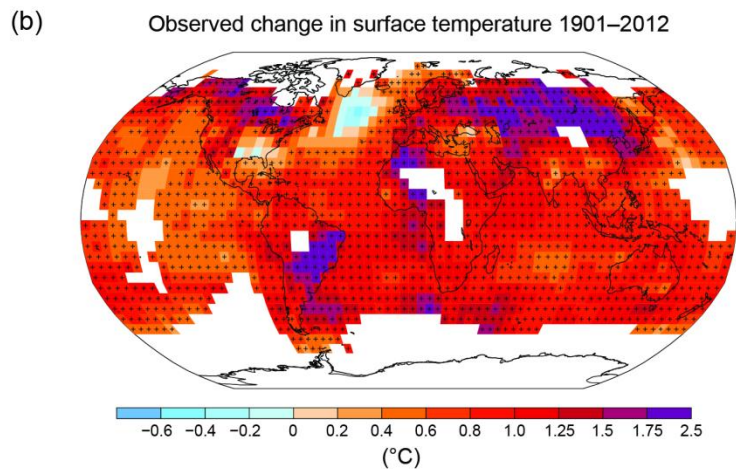 (b)
Observed change in surface temperature 1901–2012
−0.6 −0.4 −0.2 0 0.2 0.4 0.6 0.8 1.0 1.25 1.5 1.75 2.5
(°C)